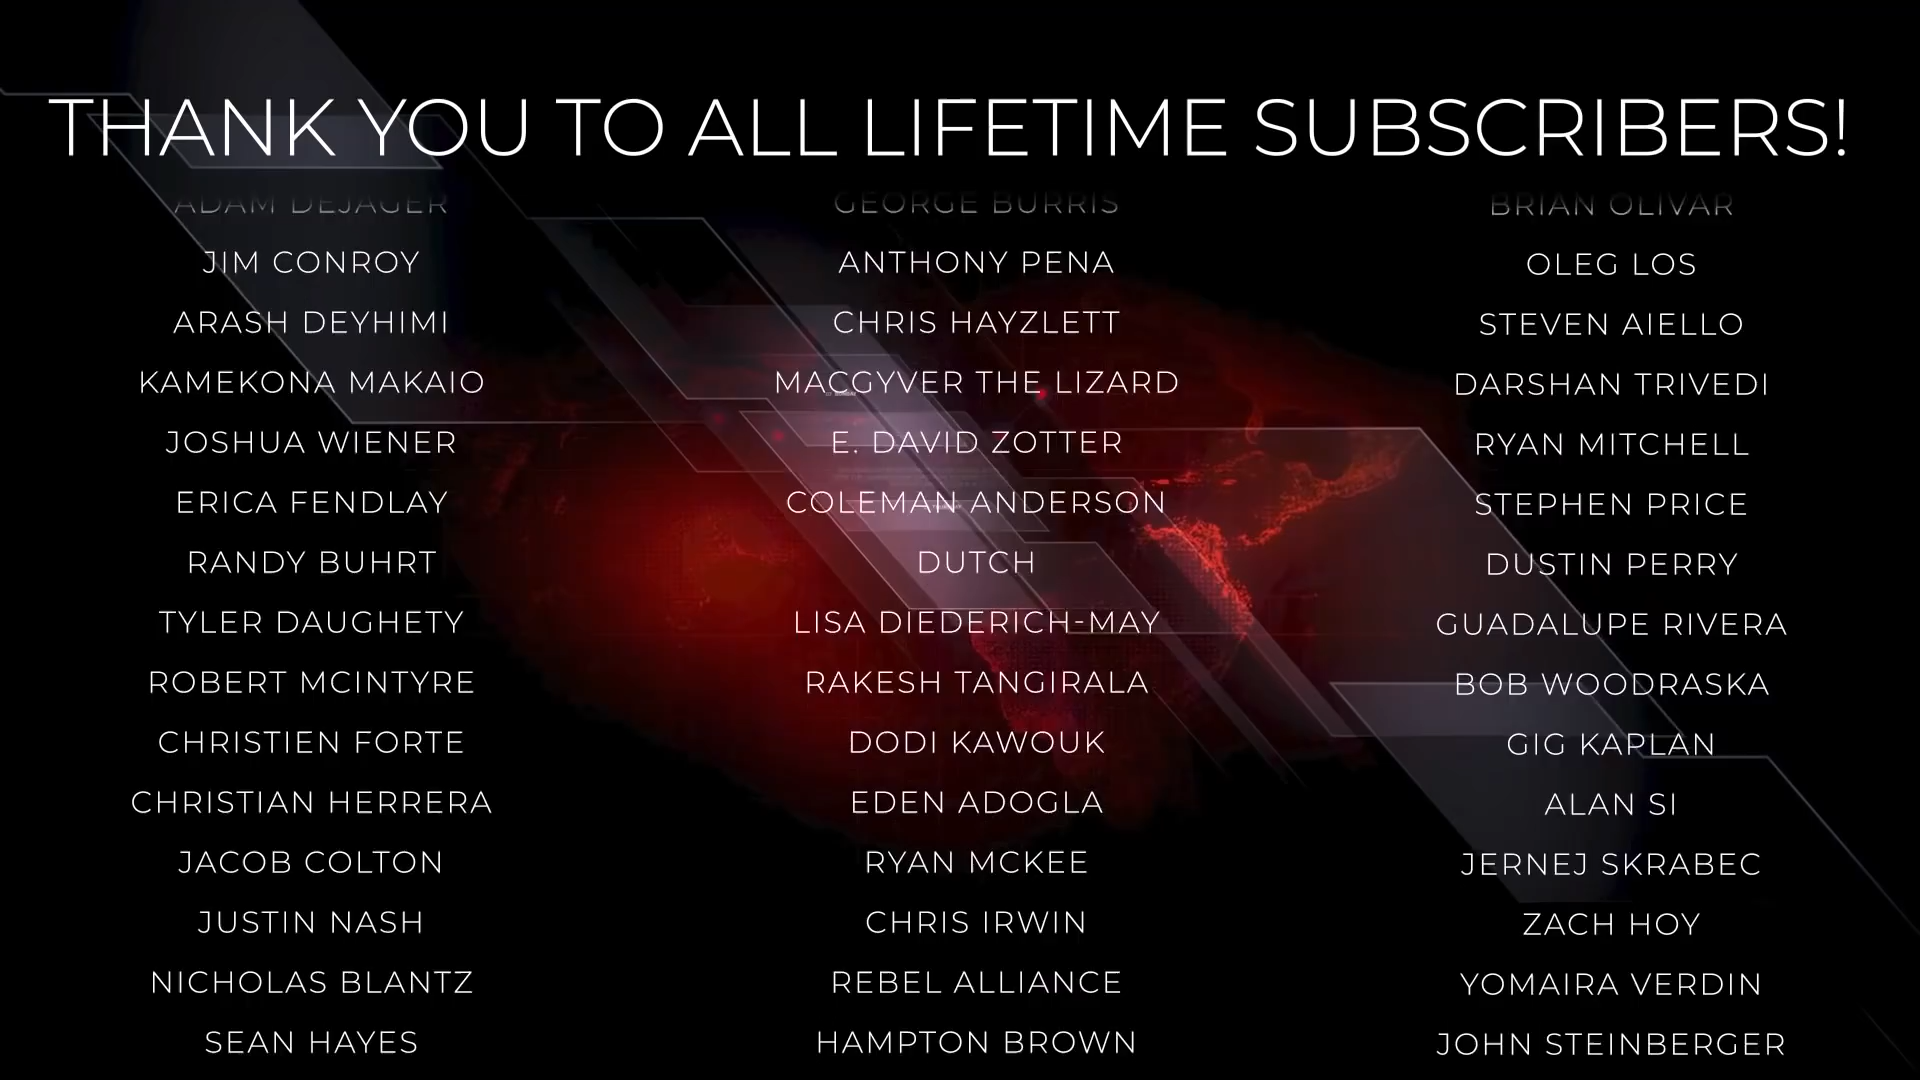 THANK YOU TO ALL LIFETIME SUBSCRIBERS!
ADAM DEJAGER
JIM CONROY
ARASH DEYHIMI
KAMEKONA MAKAIO
JOSHUA WIENER
ERICA FENDLAY
RANDY BUHRT
TYLER DAUGHETY
ROBERT MCINTYRE
CHRISTIEN FORTE
CHRISTIAN HERRERA
JACOB COLTON
JUSTIN NASH
NICHOLAS BLANTZ
SEAN HAYES
GEORGE BURRIS
ANTHONY PENA
CHRIS HAYZLETT
MACGYVER THE LIZARD
E. DAVID ZOTTER
COLEMAN ANDERSON
DUTCH
LISA DIEDERICH-MAY
RAKESH TANGIRALA
DODI KAWOUK
EDEN ADOGLA
RYAN MCKEE
CHRIS IRWIN
REBEL ALLIANCE
HAMPTON BROWN
BRIAN OLIVAR
OLEG LOS
STEVEN AIELLO
DARSHAN TRIVEDI
RYAN MITCHELL
STEPHEN PRICE
DUSTIN PERRY
GUADALUPE RIVERA
BOB WOODRASKA
GIG KAPLAN
ALAN SI
JERNEJ SKRABEC
ZACH HOY
YOMAIRA VERDIN
JOHN STEINBERGER